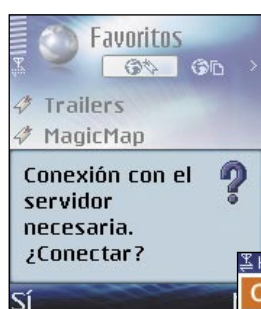 Favoritos
Trailers
MagicMap
Conexión con el
servidor
necesaria.
¿Conectar?
Sí